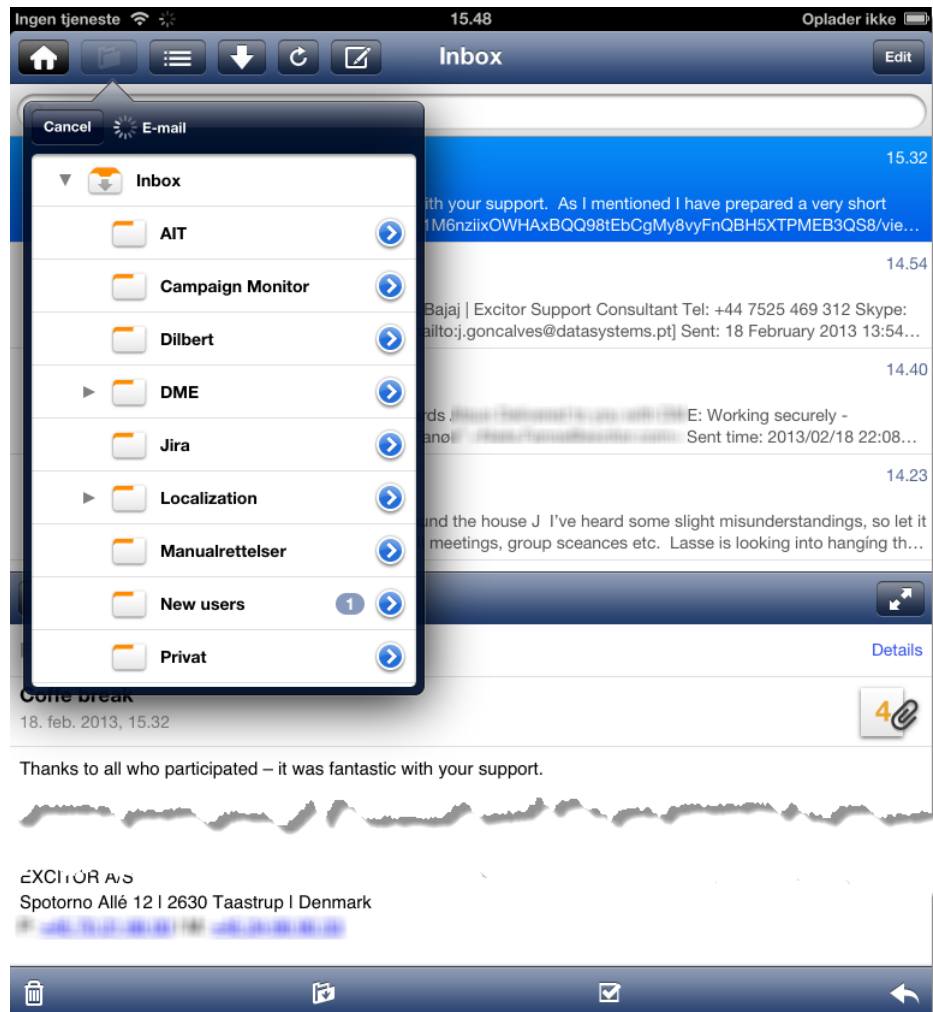 Ingen tjeneste 15.48 Oplader ikke
Inbox Edit
Cancel E-mail
Inbox
AIT
Campaign Monitor
Dilbert
DME
Jira
Localization
Manualrettelser
New users 1
Privat
15.32
with your support. As I mentioned I have prepared a very short
1M6nziixOWHAxBQQ98tEbCgMy8vyFnQBH5XTPMEB3QS8/vie...
14.54
Bajaj | Excitor Support Consultant Tel: +44 7525 469 312 Skype:
ailto:j.goncalves@datasystems.pt] Sent: 18 February 2013 13:54...
14.40
rds E: Working securely -
Sent time: 2013/02/18 22:08...
14.23
und the house J I've heard some slight misunderstandings, so let it
meetings, group sceances etc. Lasse is looking into hanging th...
Details
Coffe break
18. feb. 2013, 15.32
4
Thanks to all who participated – it was fantastic with your support.
EXCITOR A/S
Spotorno Allé 12 | 2630 Taastrup | Denmark